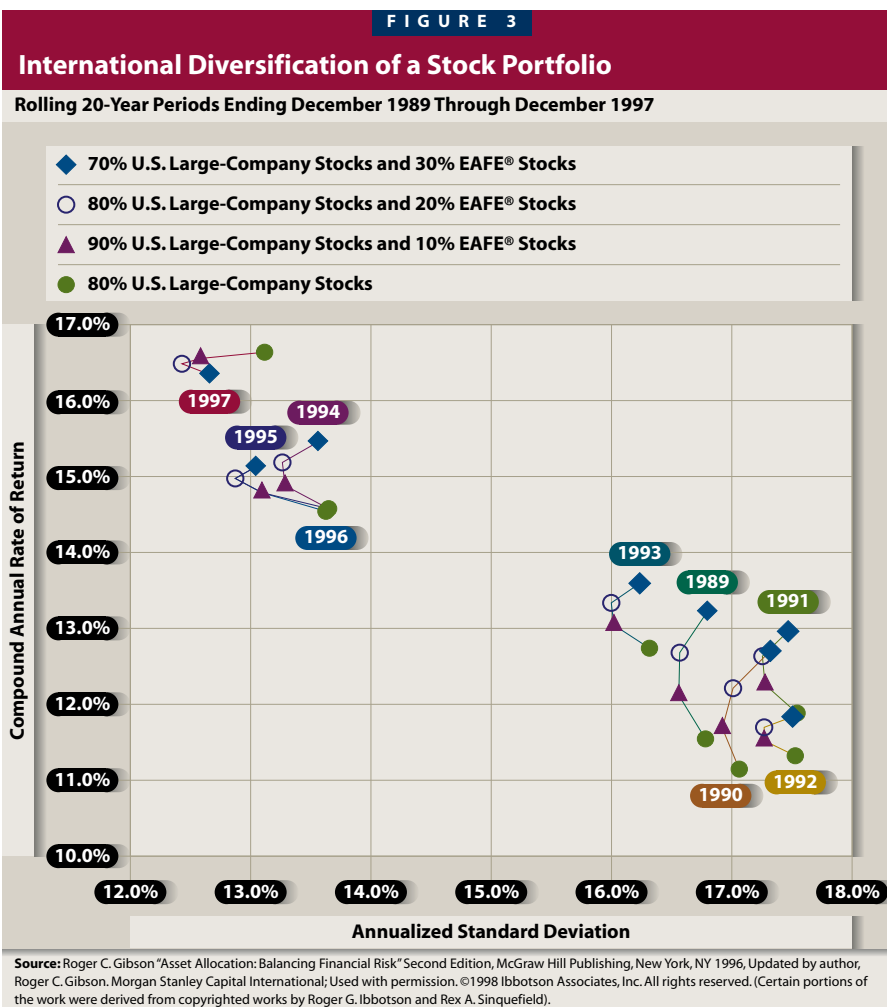 FIGURE 3
International Diversification of a Stock Portfolio
Rolling 20-Year Periods Ending December 1989 Through December 1997
70% U.S. Large-Company Stocks and 30% EAFE® Stocks
80% U.S. Large-Company Stocks and 20% EAFE® Stocks
90% U.S. Large-Company Stocks and 10% EAFE® Stocks
80% U.S. Large-Company Stocks
Compound Annual Rate of Return
17.0%
16.0%
15.0%
14.0%
13.0%
12.0%
11.0%
10.0%
1997
1994
1995
1996
1993
1989
1991
1990
1992
12.0%
13.0%
14.0%
15.0%
16.0%
17.0%
18.0%
Annualized Standard Deviation
Source: Roger C. Gibson "Asset Allocation: Balancing Financial Risk" Second Edition, McGraw Hill Publishing, New York, NY 1996, Updated by author,
Roger C. Gibson. Morgan Stanley Capital International; Used with permission. ©1998 Ibbotson Associates, Inc. All rights reserved. (Certain portions of
the work were derived from copyrighted works by Roger G. Ibbotson and Rex A. Sinquefield).